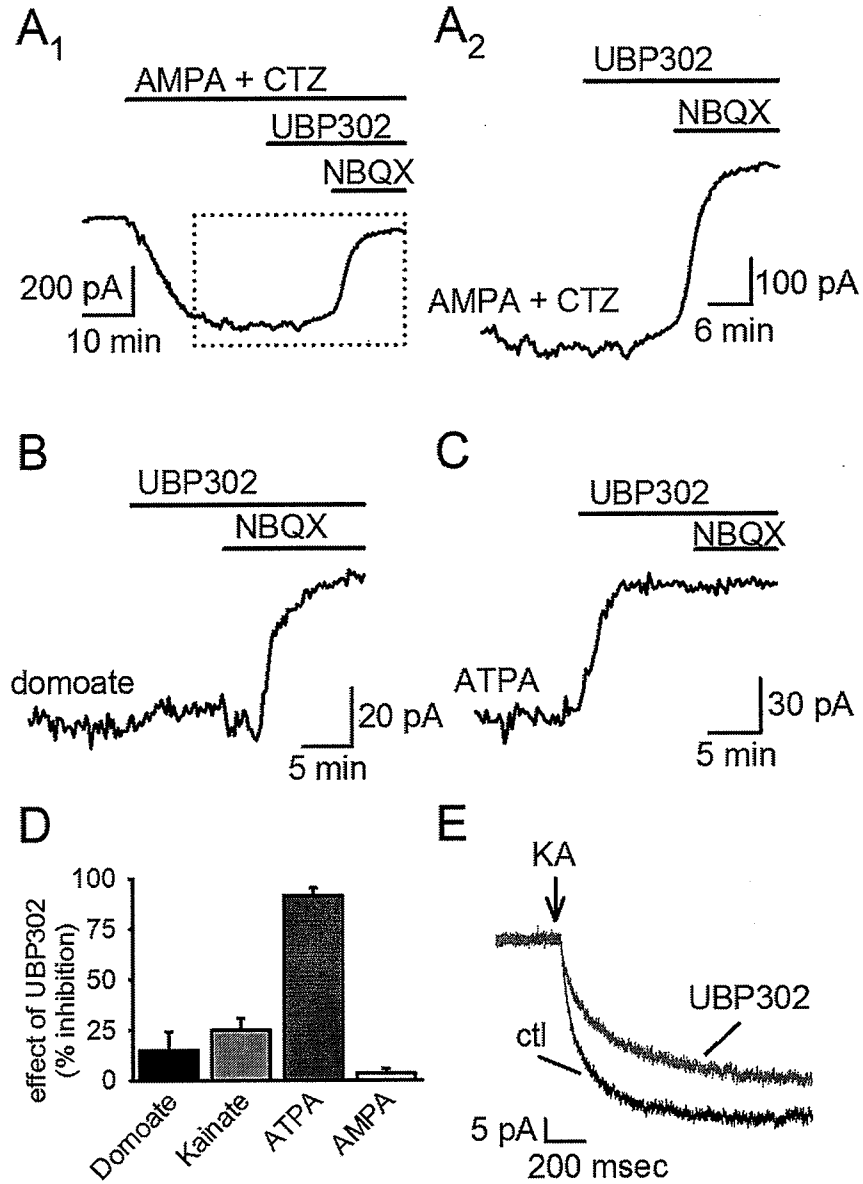 A1
AMPA + CTZ
UBP302
NBQX
200 pA
10 min
A2
UBP302
NBQX
AMPA + CTZ
100 pA
6 min
B
UBP302
NBQX
domoate
20 pA
5 min
C
UBP302
NBQX
ATPA
30 pA
5 min
D
effect of UBP302
(% inhibition)
100
75
50
25
0
Domoate
Kainate
ATPA
AMPA
E
KA
UBP302
ctl
5 pA
200 msec